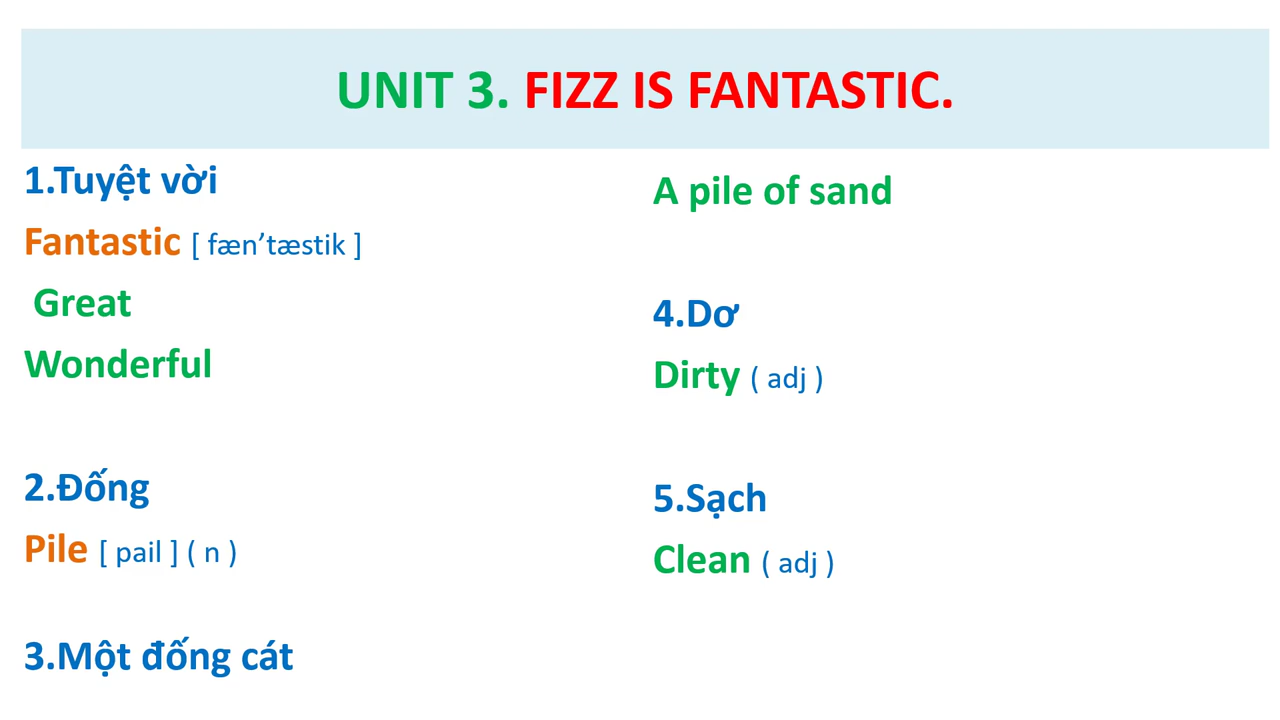 UNIT 3. FIZZ IS FANTASTIC.
1.Tuyệt vời
Fantastic [ fæn’tæstik ]
Great
Wonderful
2.Đống
Pile [ pail ] ( n )
3.Một đống cát
A pile of sand
4.Dơ
Dirty ( adj )
5.Sạch
Clean ( adj )